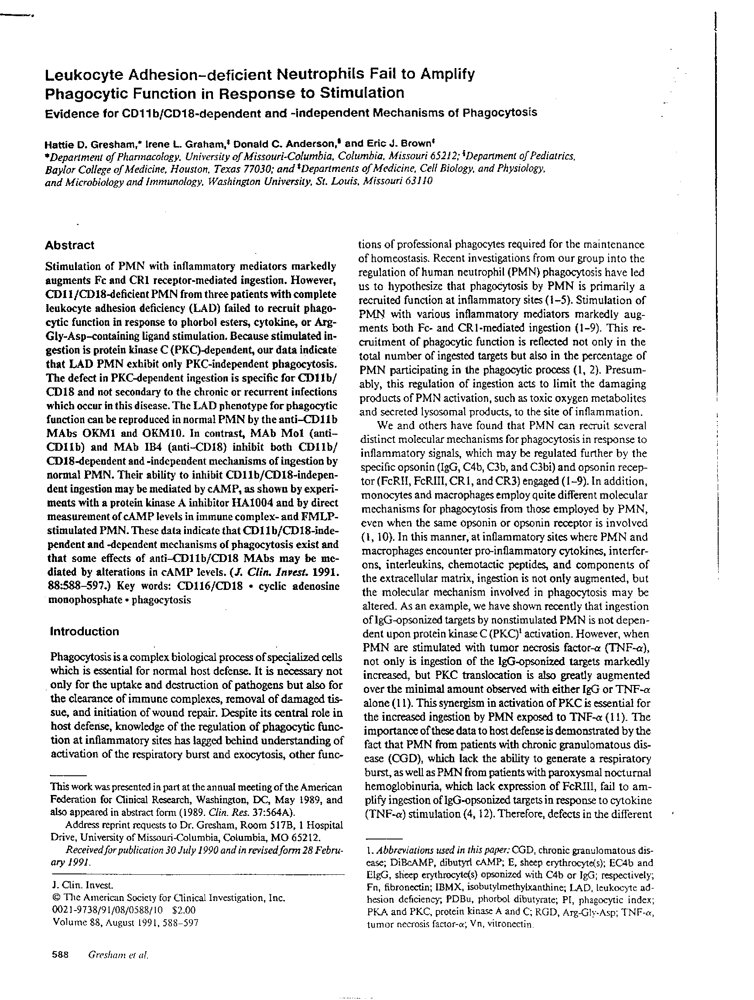 Leukocyte Adhesion–deficient Neutrophils Fail to Amplify
Phagocytic Function in Response to Stimulation
Evidence for CD11b/CD18-dependent and -independent Mechanisms of Phagocytosis
Hattie D. Gresham,* Irene L. Graham,‡ Donald C. Anderson,§ and Eric J. Brown‡
*Department of Pharmacology, University of Missouri-Columbia, Columbia, Missouri 65212; §Department of Pediatrics,
Baylor College of Medicine, Houston, Texas 77030; and ‡Departments of Medicine, Cell Biology, and Physiology,
and Microbiology and Immunology, Washington University, St. Louis, Missouri 63110
Abstract
Stimulation of PMN with inflammatory mediators markedly
augments Fc and CR1 receptor-mediated ingestion. However,
CD11/CD18-deficient PMN from three patients with complete
leukocyte adhesion deficiency (LAD) failed to recruit phago-
cytic function in response to phorbol esters, cytokine, or Arg-
Gly-Asp–containing ligand stimulation. Because stimulated in-
gestion is protein kinase C (PKC)-dependent, our data indicate
that LAD PMN exhibit only PKC-independent phagocytosis.
The defect in PKC-dependent ingestion is specific for CD11b/
CD18 and not secondary to the chronic or recurrent infections
which occur in this disease. The LAD phenotype for phagocytic
function can be reproduced in normal PMN by the anti–CD11b
MAbs OKM1 and OKM10. In contrast, MAb Mo1 (anti–
CD11b) and MAb IB4 (anti–CD18) inhibit both CD11b/
CD18-dependent and -independent mechanisms of ingestion by
normal PMN. Their ability to inhibit CD11b/CD18-indepen-
dent ingestion may be mediated by cAMP, as shown by experi-
ments with a protein kinase A inhibitor HA1004 and by direct
measurement of cAMP levels in immune complex- and FMLP-
stimulated PMN. These data indicate that CD11b/CD18-inde-
pendent and -dependent mechanisms of phagocytosis exist and
that some effects of anti–CD11b/CD18 MAbs may be me-
diated by alterations in cAMP levels. (J. Clin. Invest. 1991.
88:588–597.) Key words: CD116/CD18 • cyclic adenosine
monophosphate • phagocytosis
Introduction
Phagocytosis is a complex biological process of specialized cells
which is essential for normal host defense. It is necessary not
only for the uptake and destruction of pathogens but also for
the clearance of immune complexes, removal of damaged tis-
sue, and initiation of wound repair. Despite its central role in
host defense, knowledge of the regulation of phagocytic func-
tion at inflammatory sites has lagged behind understanding of
activation of the respiratory burst and exocytosis, other func-
This work was presented in part at the annual meeting of the American
Federation for Clinical Research, Washington, DC, May 1989, and
also appeared in abstract form (1989. Clin. Res. 37:564A).
Address reprint requests to Dr. Gresham, Room 517B, 1 Hospital
Drive, University of Missouri-Columbia, Columbia, MO 65212.
Received for publication 30 July 1990 and in revised form 28 Febru-
ary 1991.
J. Clin. Invest.
© The American Society for Clinical Investigation, Inc.
0021-9738/91/08/0588/10 $2.00
Volume 88, August 1991, 588–597
tions of professional phagocytes required for the maintenance
of homeostasis. Recent investigations from our group into the
regulation of human neutrophil (PMN) phagocytosis have led
us to hypothesize that phagocytosis by PMN is primarily a
recruited function at inflammatory sites (1–5). Stimulation of
PMN with various inflammatory mediators markedly aug-
ments both Fc- and CR1-mediated ingestion (1–9). This re-
cruitment of phagocytic function is reflected not only in the
total number of ingested targets but also in the percentage of
PMN participating in the phagocytic process (1, 2). Presum-
ably, this regulation of ingestion acts to limit the damaging
products of PMN activation, such as toxic oxygen metabolites
and secreted lysosomal products, to the site of inflammation.
We and others have found that PMN can recruit several
distinct molecular mechanisms for phagocytosis in response to
inflammatory signals, which may be regulated further by the
specific opsonin (IgG, C4b, C3b, and C3bi) and opsonin recep-
tor (FcRII, FcRIII, CR1, and CR3) engaged (1–9). In addition,
monocytes and macrophages employ quite different molecular
mechanisms for phagocytosis from those employed by PMN,
even when the same opsonin or opsonin receptor is involved
(1, 10). In this manner, at inflammatory sites where PMN and
macrophages encounter pro-inflammatory cytokines, interfer-
ons, interleukins, chemotactic peptides, and components of
the extracellular matrix, ingestion is not only augmented, but
the molecular mechanism involved in phagocytosis may be
altered. As an example, we have shown recently that ingestion
of IgG-opsonized targets by nonstimulated PMN is not depen-
dent upon protein kinase C (PKC)¹ activation. However, when
PMN are stimulated with tumor necrosis factor-α (TNF-α),
not only is ingestion of the IgG-opsonized targets markedly
increased, but PKC translocation is also greatly augmented
over the minimal amount observed with either IgG or TNF-α
alone (11). This synergism in activation of PKC is essential for
the increased ingestion by PMN exposed to TNF-α (11). The
importance of these data to host defense is demonstrated by the
fact that PMN from patients with chronic granulomatous dis-
ease (CGD), which lack the ability to generate a respiratory
burst, as well as PMN from patients with paroxysmal nocturnal
hemoglobinuria, which lack expression of FcRIII, fail to am-
plify ingestion of IgG-opsonized targets in response to cytokine
(TNF-α) stimulation (4, 12). Therefore, defects in the different
1. Abbreviations used in this paper: CGD, chronic granulomatous dis-
ease; DiBcAMP, dibutyrl cAMP; E, sheep erythrocyte(s); EC4b and
EIgG, sheep erythrocyte(s) opsonized with C4b or IgG; respectively;
Fn, fibronectin; IBMX, isobutylmethylxanthine; LAD, leukocyte ad-
hesion deficiency; PDBu, phorbol dibutyrate; PI, phagocytic index;
PKA and PKC, protein kinase A and C; RGD, Arg-Gly-Asp; TNF-α,
tumor necrosis factor-α; Vn, vitronectin.
588 Gresham et al.